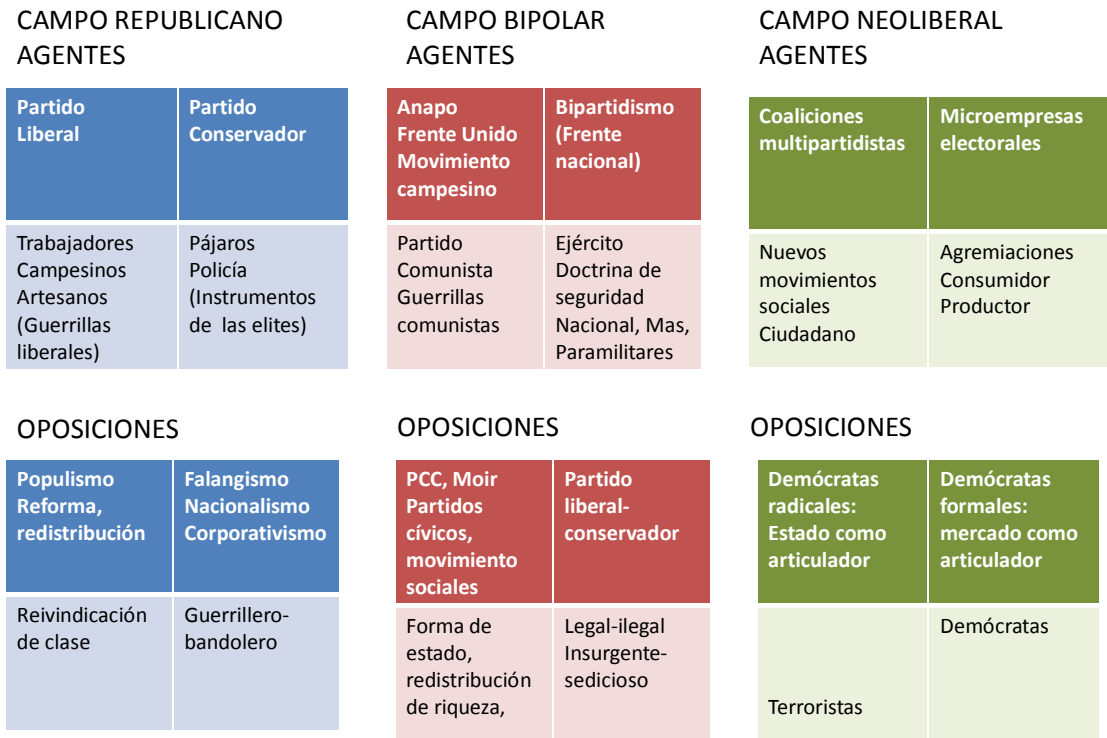 CAMPO REPUBLICANO
AGENTES
Partido
Liberal
Partido
Conservador
Trabajadores
Campesinos
Artesanos
(Guerrillas
liberales)
Pájaros
Policía
(Instrumentos
de las elites)
CAMPO BIPOLAR
AGENTES
Anapo
Frente Unido
Movimiento
campesino
Bipartidismo
(Frente
nacional)
Partido
Comunista
Guerrillas
comunistas
Ejército
Doctrina de
seguridad
Nacional, Mas,
Paramilitares
CAMPO NEOLIBERAL
AGENTES
Coaliciones
multipartidistas
Microempresas
electorales
Nuevos
movimientos
sociales
Ciudadano
Agremiaciones
Consumidor
Productor
OPOSICIONES
Populismo
Reforma,
redistribución
Falangismo
Nacionalismo
Corporativismo
Reivindicación
de clase
Guerrillero-
bandolero
OPOSICIONES
PCC, Moir
Partidos
cívicos,
movimiento
sociales
Partido
liberal-
conservador
Forma de
estado,
redistribución
de riqueza,
Legal-ilegal
Insurgente-
sedicioso
OPOSICIONES
Demócratas
radicales:
Estado como
articulador
Demócratas
formales:
mercado como
articulador
Terroristas
Demócratas